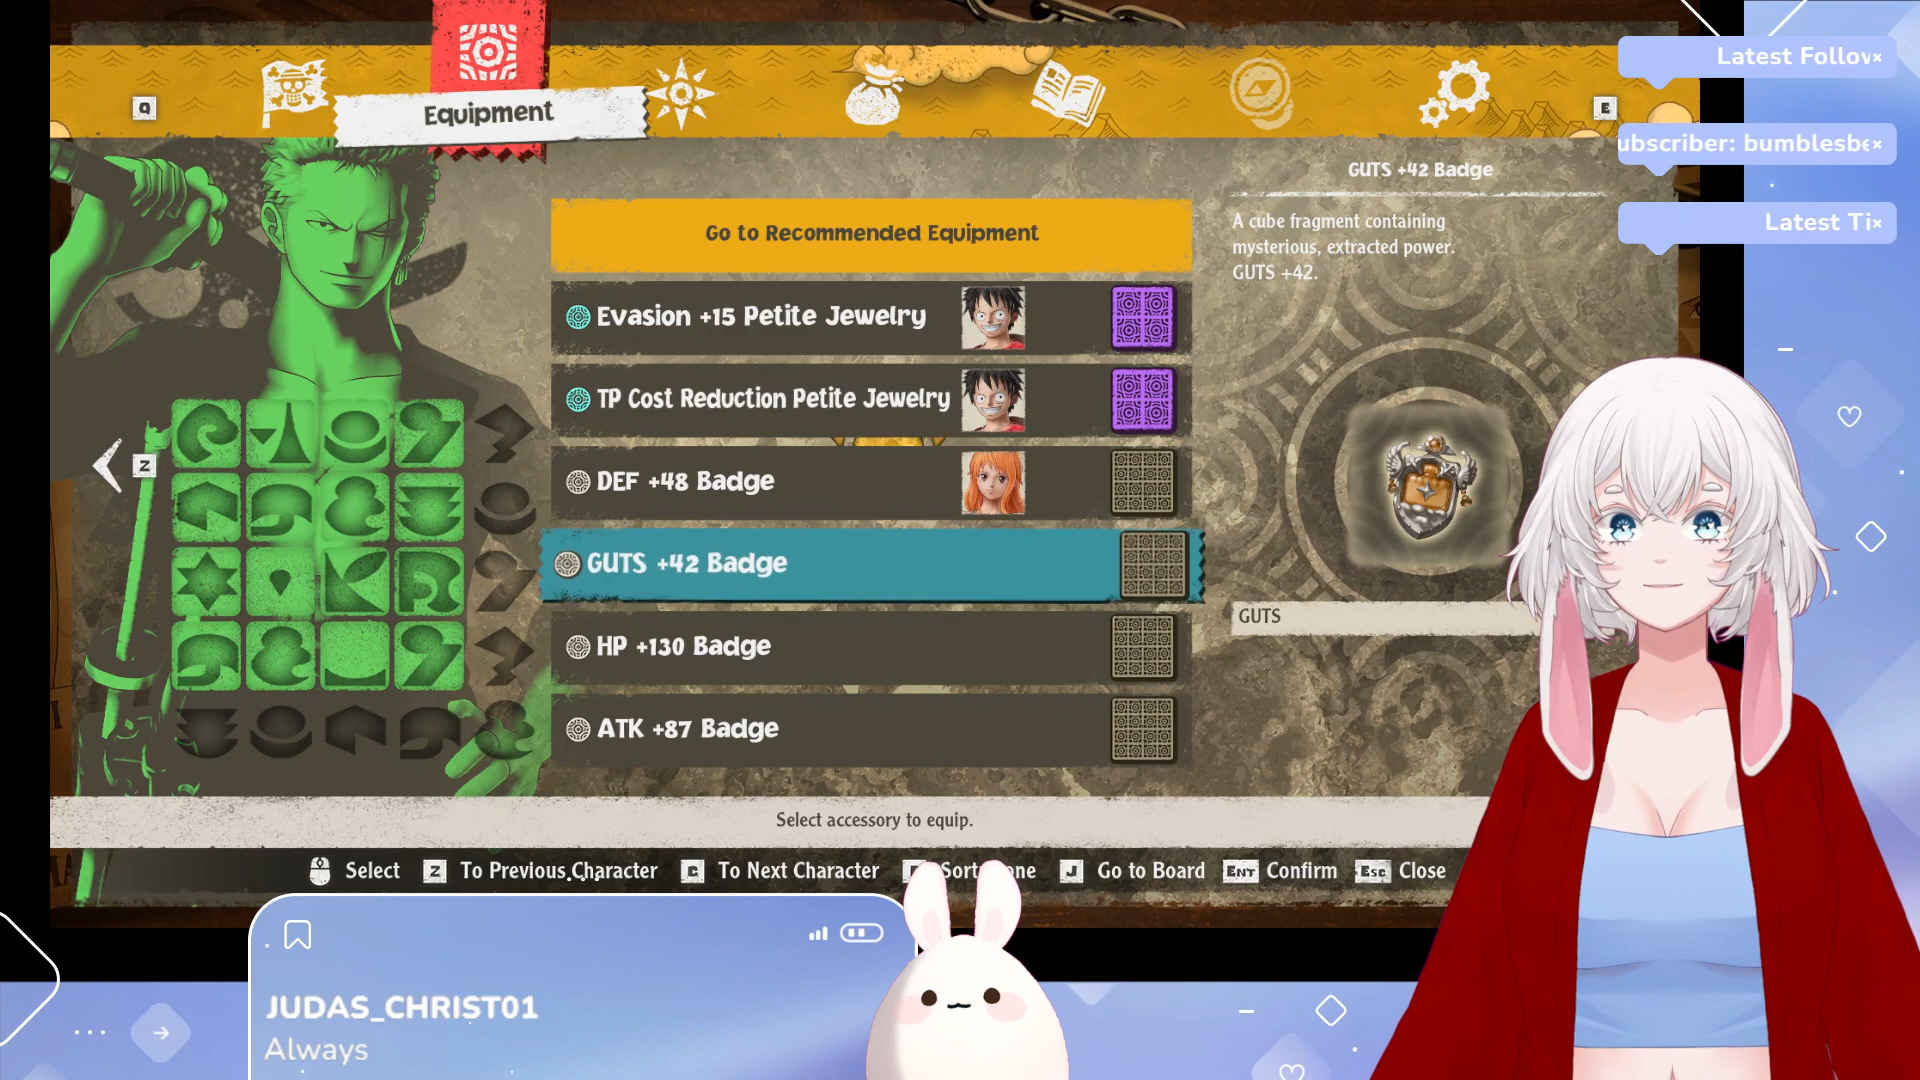 Q
Equipment
E
Latest Follow×
ubscriber: bumblesbe×
Latest Ti×
GUTS +42 Badge
A cube fragment containing
mysterious, extracted power.
GUTS +42.
Go to Recommended Equipment
Evasion +15 Petite Jewelry
TP Cost Reduction Petite Jewelry
DEF +48 Badge
GUTS +42 Badge
HP +130 Badge
ATK +87 Badge
Z
GUTS
Select accessory to equip.
Select Z To Previous Character C To Next Character Sort J Go to Board ENT Confirm ESC Close
JUDAS_CHRIST01
Always